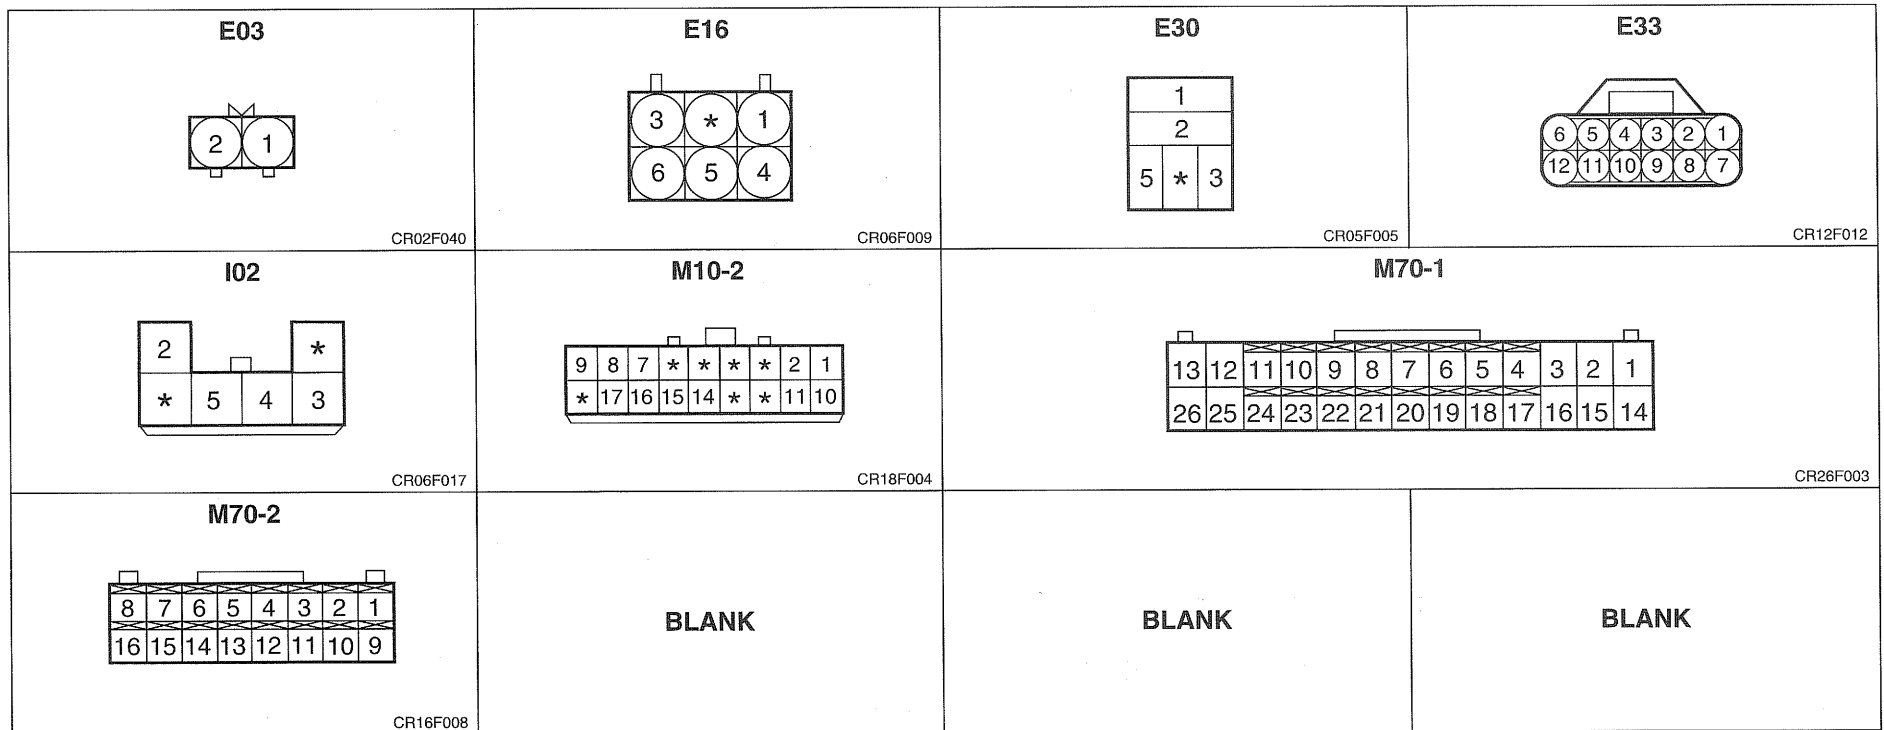 E03
2 1
CR02F040
E16
3 * 1
6 5 4
CR06F009
E30
1
2
5 * 3
CR05F005
E33
6 5 4 3 2 1
12 11 10 9 8 7
CR12F012
I02
2 *
* 5 4 3
CR06F017
M10-2
9 8 7 * * * * 2 1
* 17 16 15 14 * * 11 10
CR18F004
M70-1
13 12 11 10 9 8 7 6 5 4 3 2 1
26 25 24 23 22 21 20 19 18 17 16 15 14
CR26F003
M70-2
8 7 6 5 4 3 2 1
16 15 14 13 12 11 10 9
CR16F008
BLANK
BLANK
BLANK